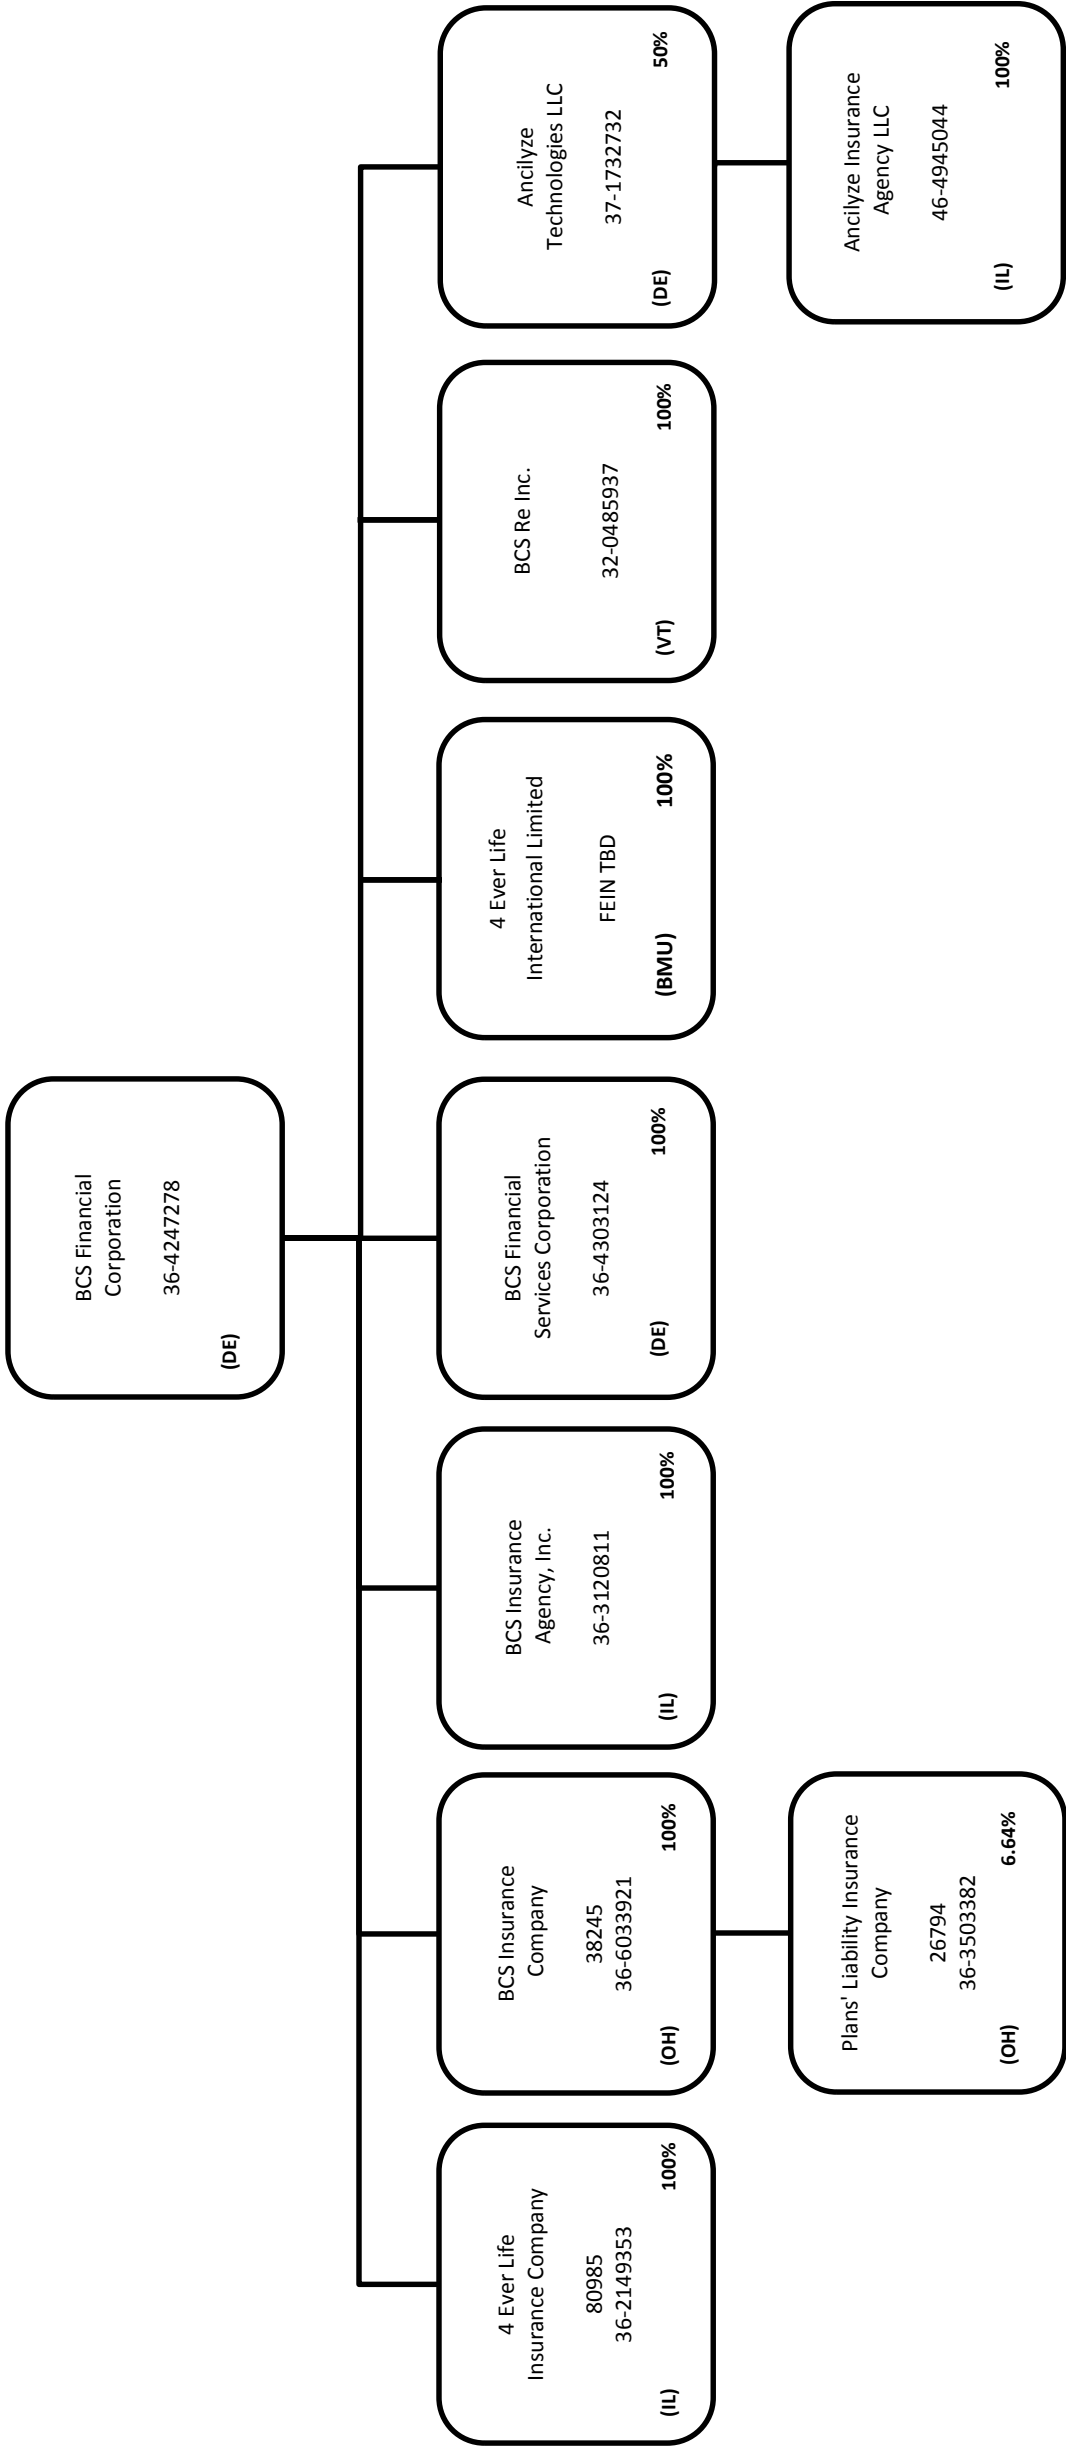 BCS Financial
Corporation
36-4247278
(DE)
4 Ever Life
Insurance Company
80985
36-2149353
(IL)
100%
BCS Insurance
Company
38245
36-6033921
(OH)
100%
BCS Insurance
Agency, Inc.
36-3120811
(IL)
100%
BCS Financial
Services Corporation
36-4303124
(DE)
100%
4 Ever Life
International Limited
FEIN TBD
(BMU)
100%
BCS Re Inc.
32-0485937
(VT)
100%
Ancilyze
Technologies LLC
37-1732732
(DE)
50%
Plans' Liability Insurance
Company
26794
36-3503382
(OH)
6.64%
Ancilyze Insurance
Agency LLC
46-4945044
(IL)
100%